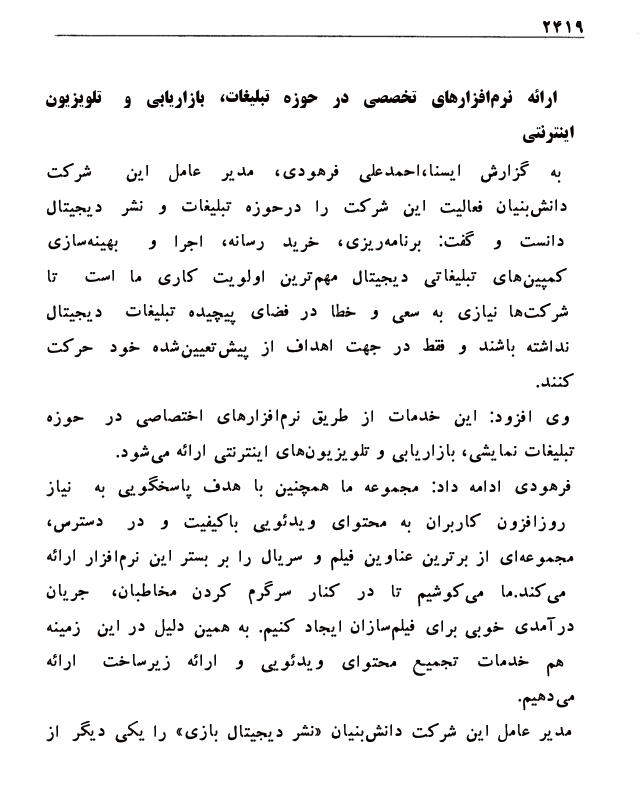 ۲۴۱۹
ارائه نرم‌افزارهای تخصصی در حوزه تبلیغات، بازاریابی و تلویزیون
اینترنتی
به گزارش ایسنا،احمدعلی فرهودی، مدیر عامل این شرکت
دانش‌بنیان فعالیت این شرکت را درحوزه تبلیغات و نشر دیجیتال
دانست و گفت: برنامه‌ریزی، خرید رسانه، اجرا و بهینه‌سازی
کمپین‌های تبلیغاتی دیجیتال مهم‌ترین اولویت کاری ما است تا
شرکت‌ها نیازی به سعی و خطا در فضای پیچیده تبلیغات دیجیتال
نداشته باشند و فقط در جهت اهداف از پیش‌تعیین‌شده خود حرکت
کنند.
وی افزود: این خدمات از طریق نرم‌افزارهای اختصاصی در حوزه
تبلیغات نمایشی، بازاریابی و تلویزیون‌های اینترنتی ارائه می‌شود.
فرهودی ادامه داد: مجموعه ما همچنین با هدف پاسخگویی به نیاز
روزافزون کاربران به محتوای ویدئویی باکیفیت و در دسترس،
مجموعه‌ای از برترین عناوین فیلم و سریال را بر بستر این نرم‌افزار ارائه
می‌کند.ما می‌کوشیم تا در کنار سرگرم کردن مخاطبان، جریان
درآمدی خوبی برای فیلم‌سازان ایجاد کنیم. به همین دلیل در این زمینه
هم خدمات تجمیع محتوای ویدئویی و ارائه زیرساخت ارائه
می‌دهیم.
مدیر عامل این شرکت دانش‌بنیان «نشر دیجیتال بازی» را یکی دیگر از